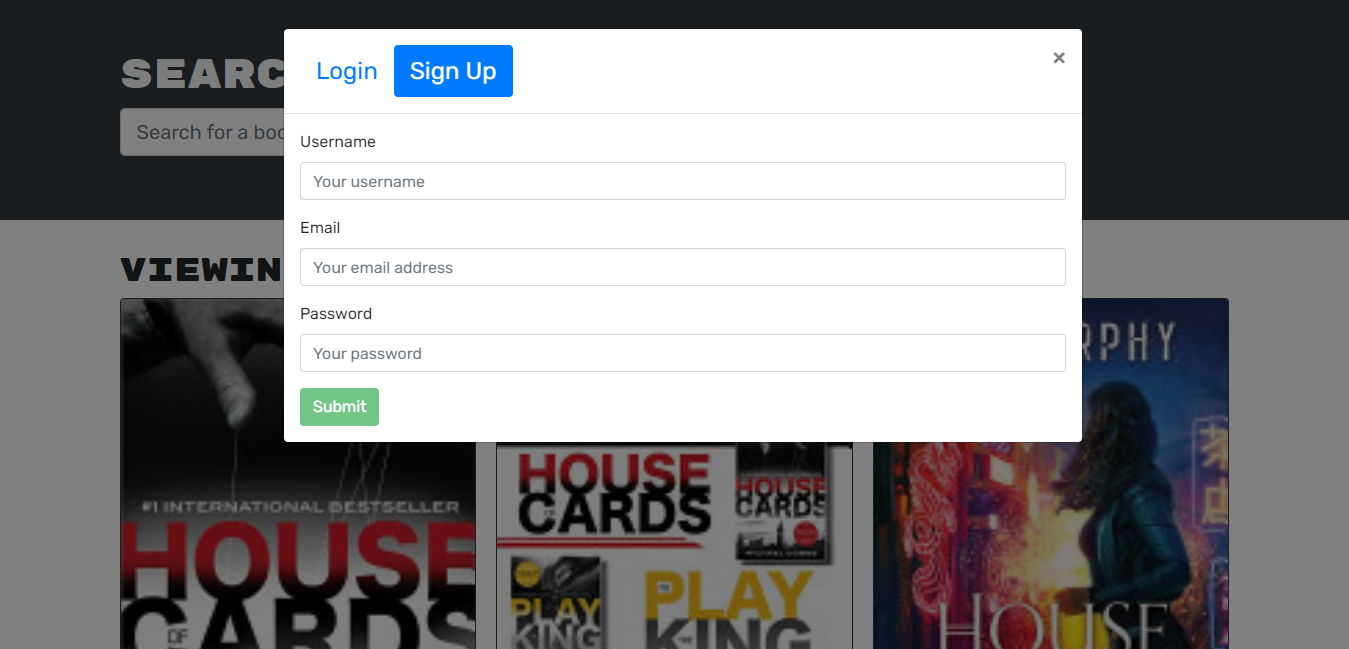 Login Sign Up ×
SEARC
Search for a boo
Username
Your username
Email
Your email address
Password
Your password
Submit
VIEWIN
#1 INTERNATIONAL BESTSELLER
HOUSE
OF
CARDS
HOUSE
OF
CARDS
HOUSE
CARDS
PLAY
KING
THE
PLAY
KING
RPHY
HOUSE